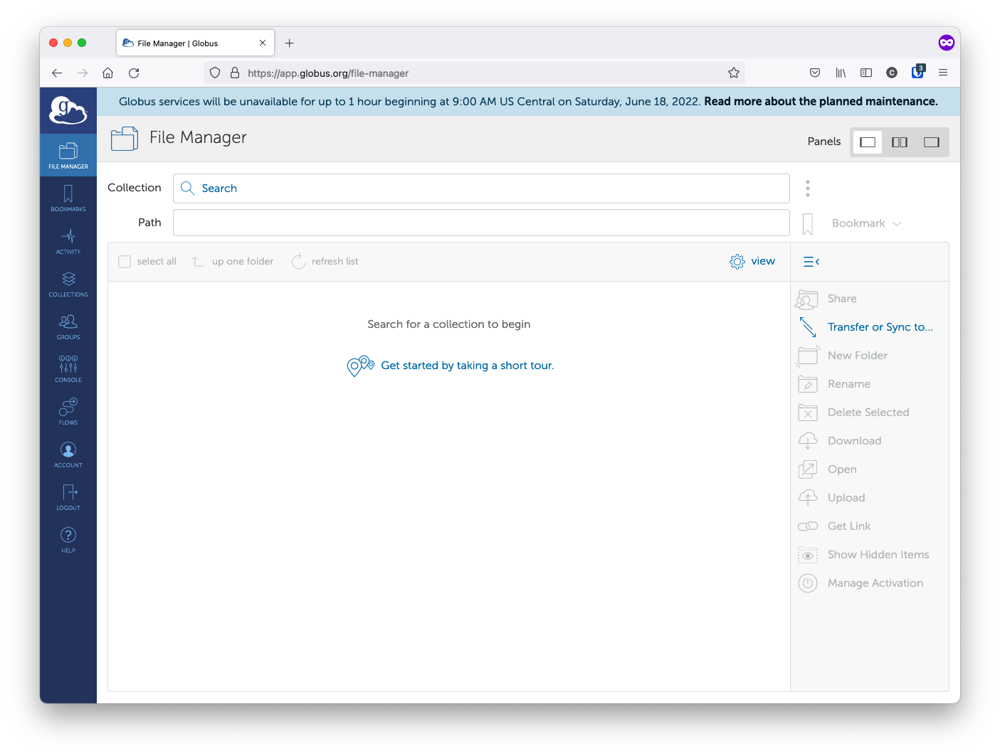 File Manager | Globus
https://app.globus.org/file-manager
3
C
Globus services will be unavailable for up to 1 hour beginning at 9:00 AM US Central on Saturday, June 18, 2022. Read more about the planned maintenance.
g
File Manager
Panels
FILE MANAGER
BOOKMARKS
ACTIVITY
COLLECTIONS
GROUPS
CONSOLE
FLOWS
ACCOUNT
LOGOUT
?
HELP
Collection
Search
Path
Bookmark
select all
up one folder
refresh list
view
Search for a collection to begin
Get started by taking a short tour.
Share
Transfer or Sync to...
New Folder
Rename
Delete Selected
Download
Open
Upload
Get Link
Show Hidden Items
Manage Activation